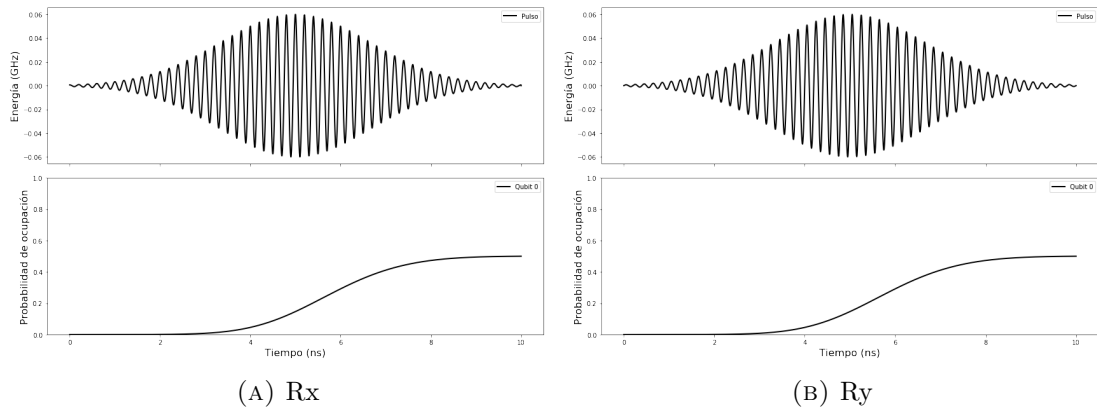 Pulso
Energía (GHz)
0.06
0.04
0.02
0.00
−0.02
−0.04
−0.06
Qubit 0
Probabilidad de ocupación
1.0
0.8
0.6
0.4
0.2
0.0
0 2 4 6 8 10
Tiempo (ns)
(A) Rx
Pulso
Energía (GHz)
0.06
0.04
0.02
0.00
−0.02
−0.04
−0.06
Qubit 0
Probabilidad de ocupación
1.0
0.8
0.6
0.4
0.2
0.0
0 2 4 6 8 10
Tiempo (ns)
(B) Ry